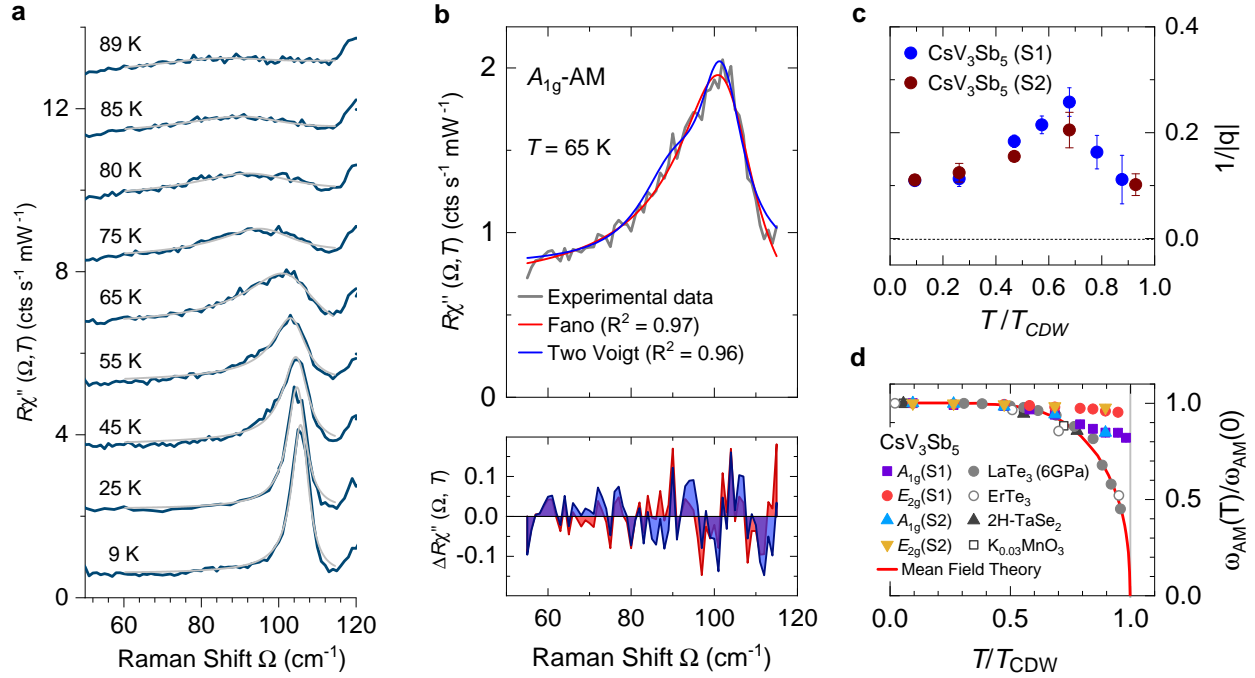 a
89 K
85 K
80 K
75 K
65 K
55 K
45 K
25 K
9 K
12
8
4
0
60
80
100
120
Rχ'' (Ω,T) (cts s⁻¹ mW⁻¹)
Raman Shift Ω (cm⁻¹)
b
A₁g-AM
T = 65 K
Experimental data
Fano (R² = 0.97)
Two Voigt (R² = 0.96)
2
1
0
Rχ'' (Ω,T) (cts s⁻¹ mW⁻¹)
0.1
0.0
-0.1
ΔRχ'' (Ω, T)
60
80
100
120
Raman Shift Ω (cm⁻¹)
c
CsV₃Sb₅ (S1)
CsV₃Sb₅ (S2)
0.4
0.2
0.0
1/|q|
0.0
0.2
0.4
0.6
0.8
1.0
T/T_CDW
d
CsV₃Sb₅
A₁g(S1)
E₂g(S1)
A₁g(S2)
E₂g(S2)
LaTe₃ (6GPa)
ErTe₃
2H-TaSe₂
K₀.₀₃MnO₃
Mean Field Theory
1.0
0.5
0.0
ω_AM(T)/ω_AM(0)
0.0
0.5
1.0
T/T_CDW